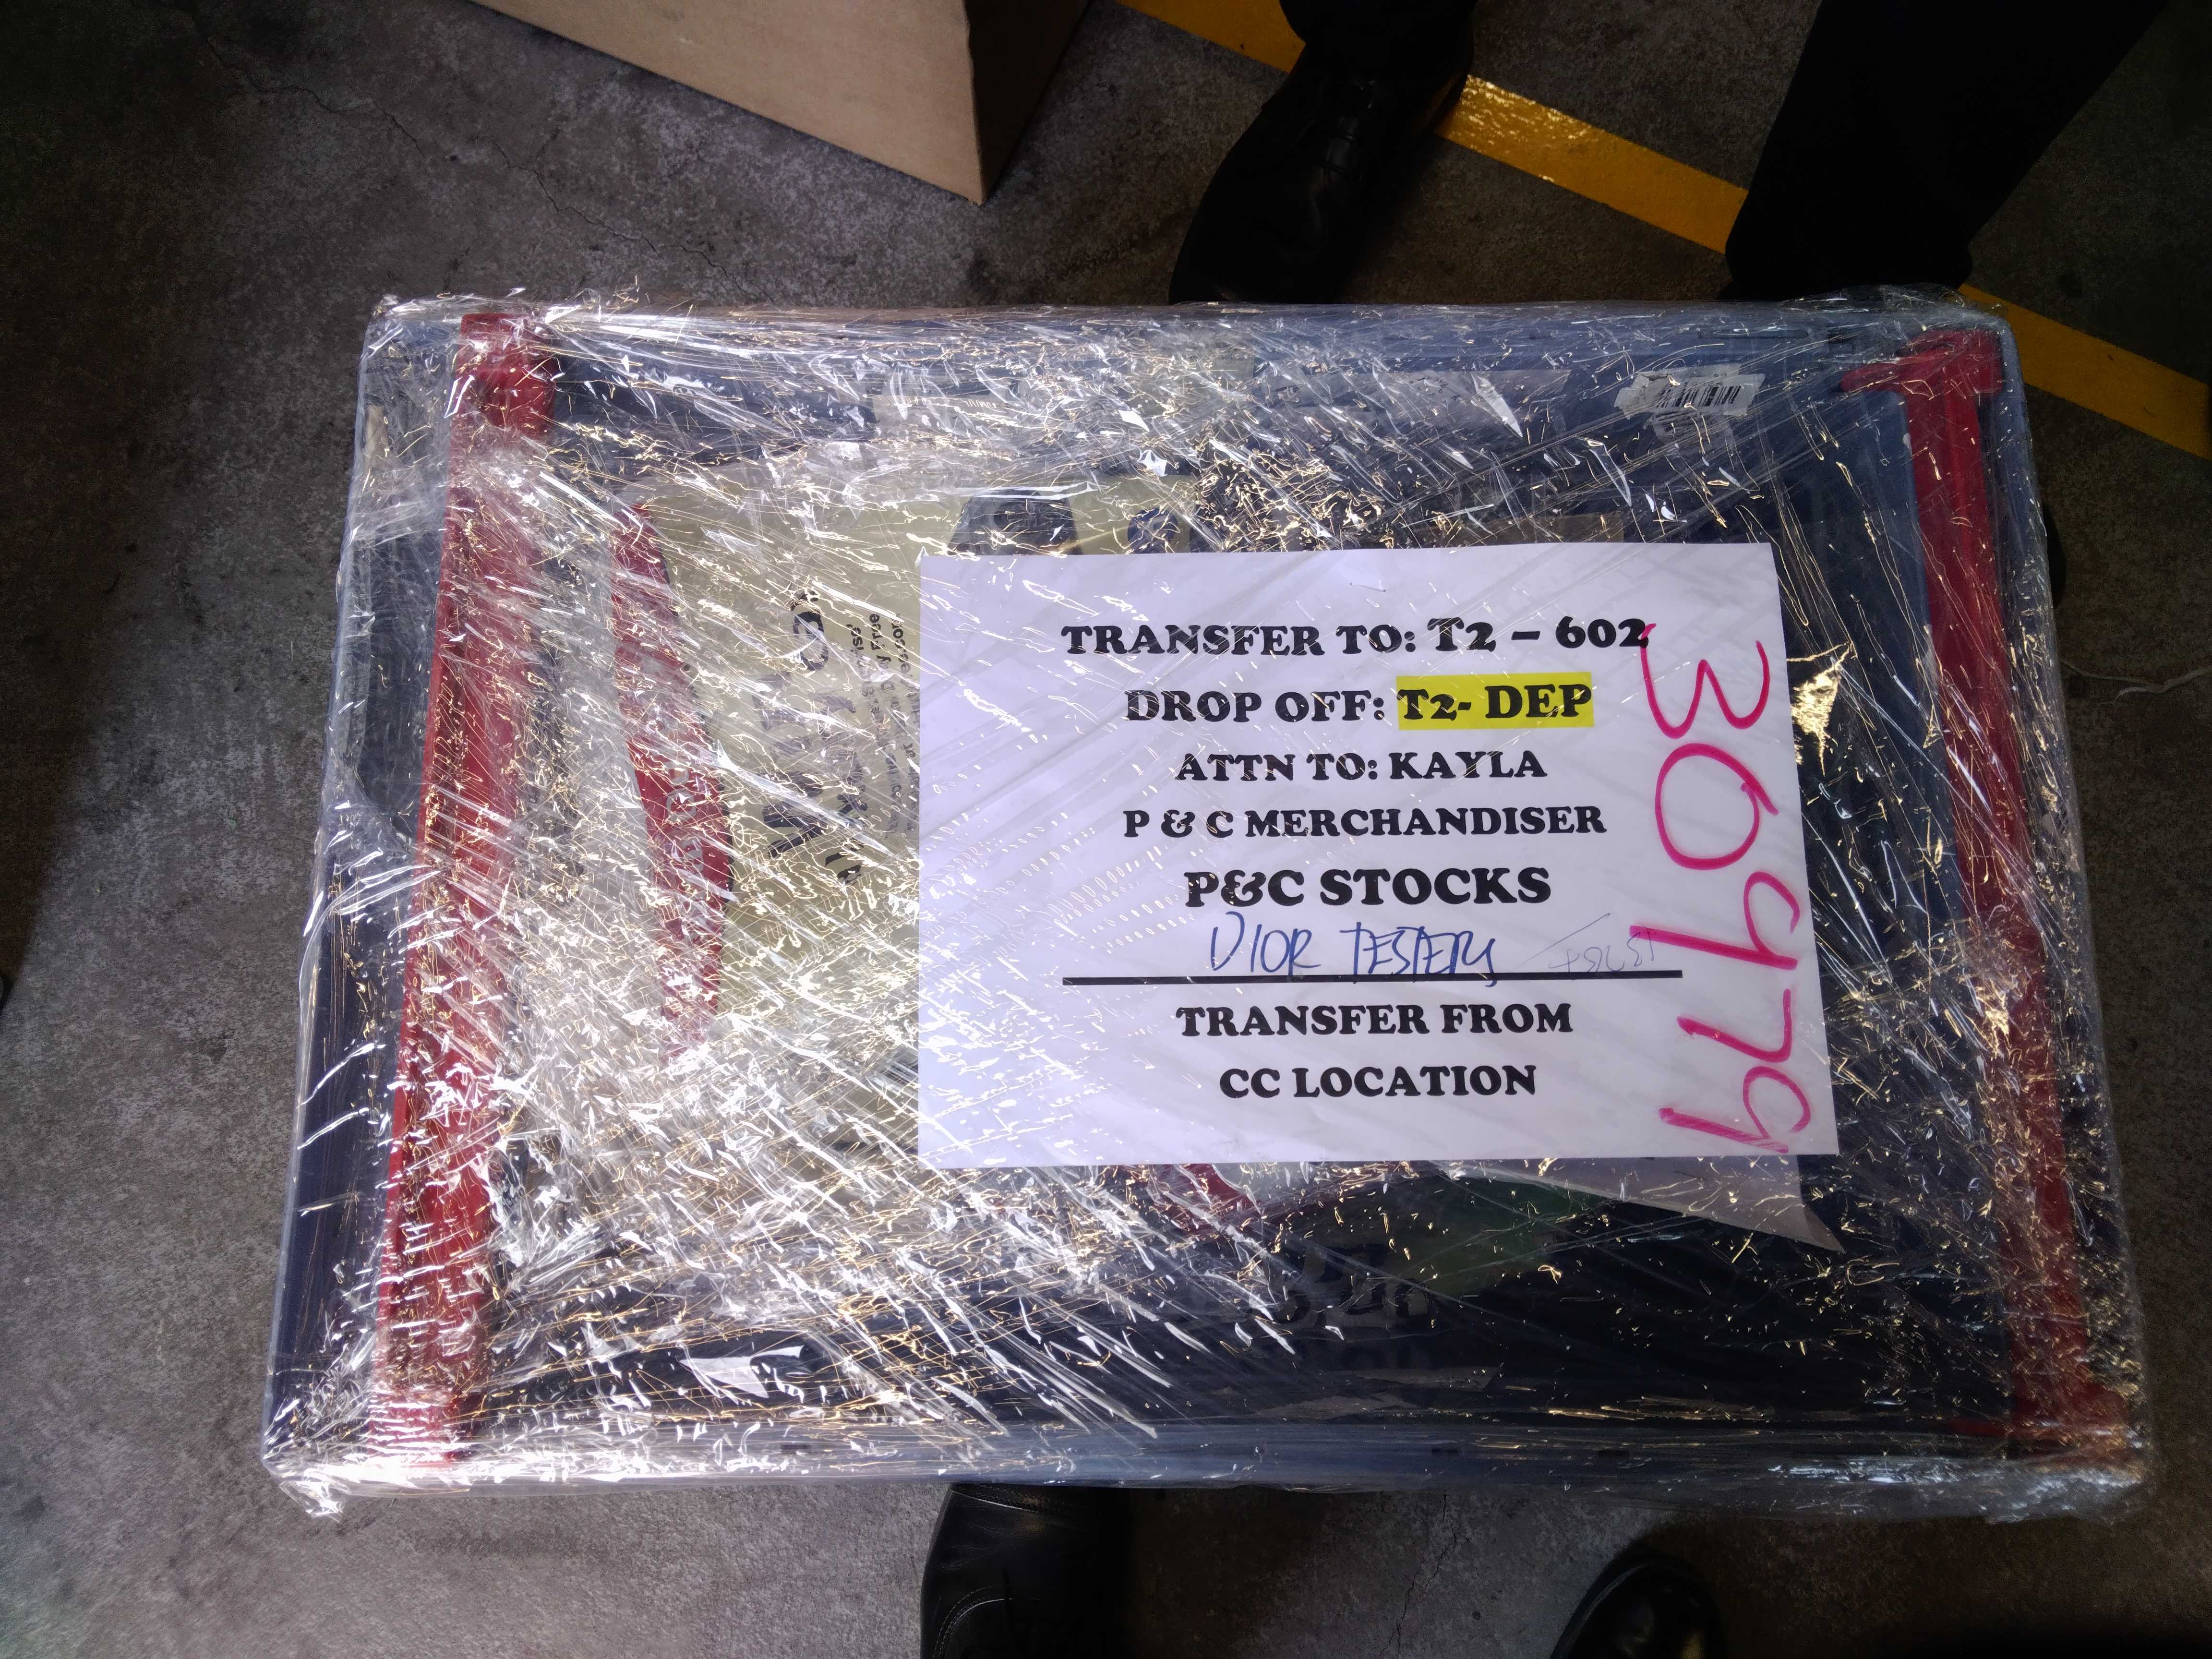 TRANSFER TO: T2 – 602
DROP OFF: T2- DEP
ATTN TO: KAYLA
P & C MERCHANDISER
P&C STOCKS
DIOR TESTERS
TRANSFER FROM
CC LOCATION
30979